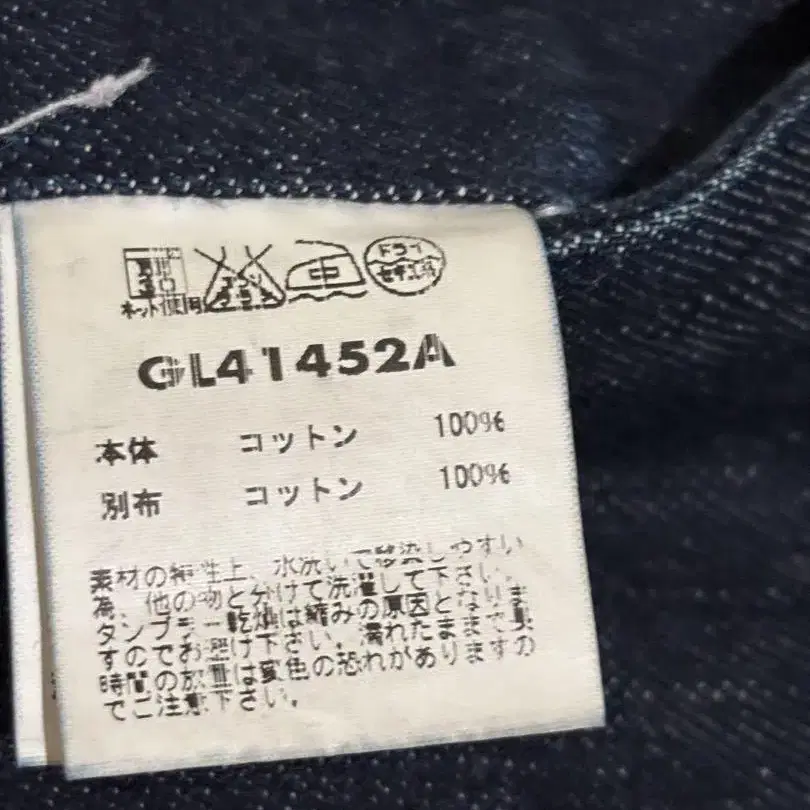 ドライ
ネット使用
中
GL41452A
本体 コットン 100%
別布 コットン 100%
素材の特性上、水洗いで移染しやすい
為、他の物と分けて洗濯して下さい。
タンブラー乾燥は縮みの原因となりま
すのでお避け下さい。濡れたままで長
時間の放置は変色の恐れがありますの
でご注意下さい。